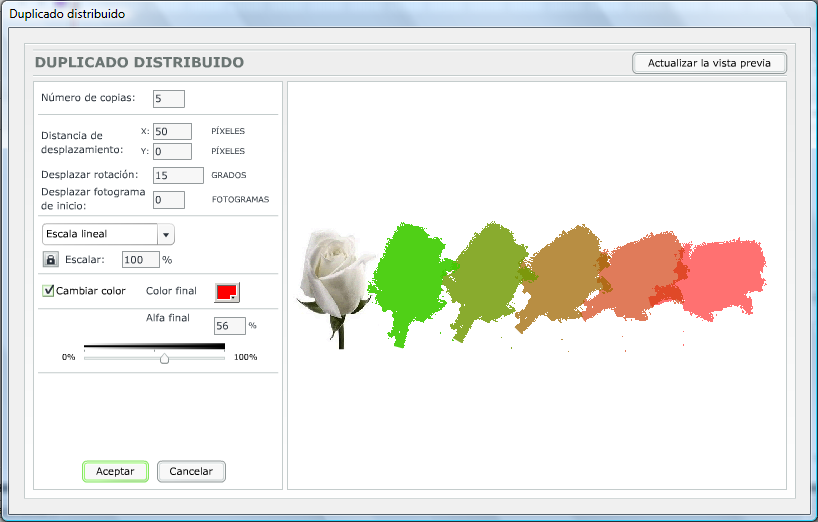 Duplicado distribuido
DUPLICADO DISTRIBUIDO
Actualizar la vista previa
Número de copias: 5
Distancia de desplazamiento:
X: 50 PÍXELES
Y: 0 PÍXELES
Desplazar rotación: 15 GRADOS
Desplazar fotograma
de inicio: 0 FOTOGRAMAS
Escala lineal
Escalar: 100 %
Cambiar color Color final
Alfa final 56 %
0% 100%
Aceptar Cancelar